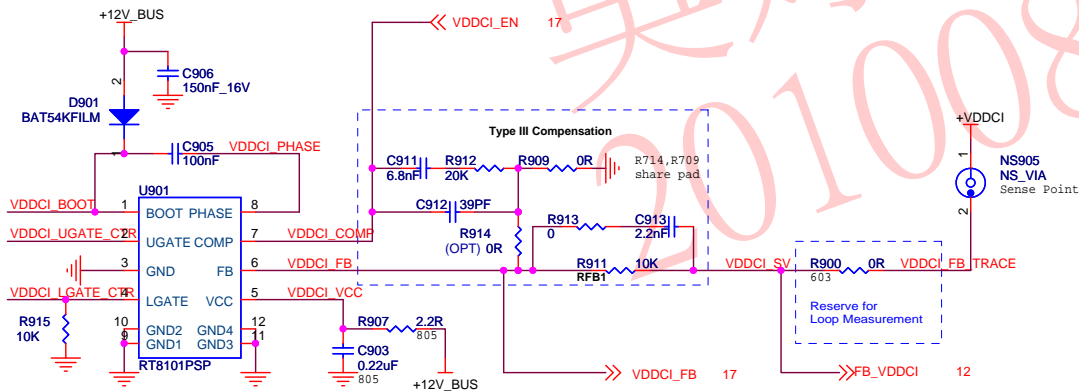 +12V_BUS
VDDCI_EN 17
2
C906
150nF_16V
D901
BAT54KFILM
1
C905
100nF
VDDCI_PHASE
+VDDCI
Type III Compensation
C911
6.8nF
R912
20K
R909
0R
R714,R709
share pad
1
NS905
NS_VIA
Sense Point
2
U901
VDDCI_BOOT
1
BOOT
PHASE
8
C912
39PF
R914
(OPT)
0R
R913
0
C913
2.2nF
VDDCI_UGATE_CTR
2
UGATE
COMP
7
VDDCI_COMP
3
GND
FB
6
VDDCI_FB
R911
10K
RFB1
VDDCI_SV
R900
0R
603
VDDCI_FB_TRACE
VDDCI_LGATE_CTR
4
LGATE
VCC
5
VDDCI_VCC
Reserve for
Loop Measurement
R915
10K
10
GND2
GND4
12
9
GND1
GND3
11
RT8101PSP
R907
2.2R
805
C903
0.22uF
805
+12V_BUS
VDDCI_FB 17
FB_VDDCI 12